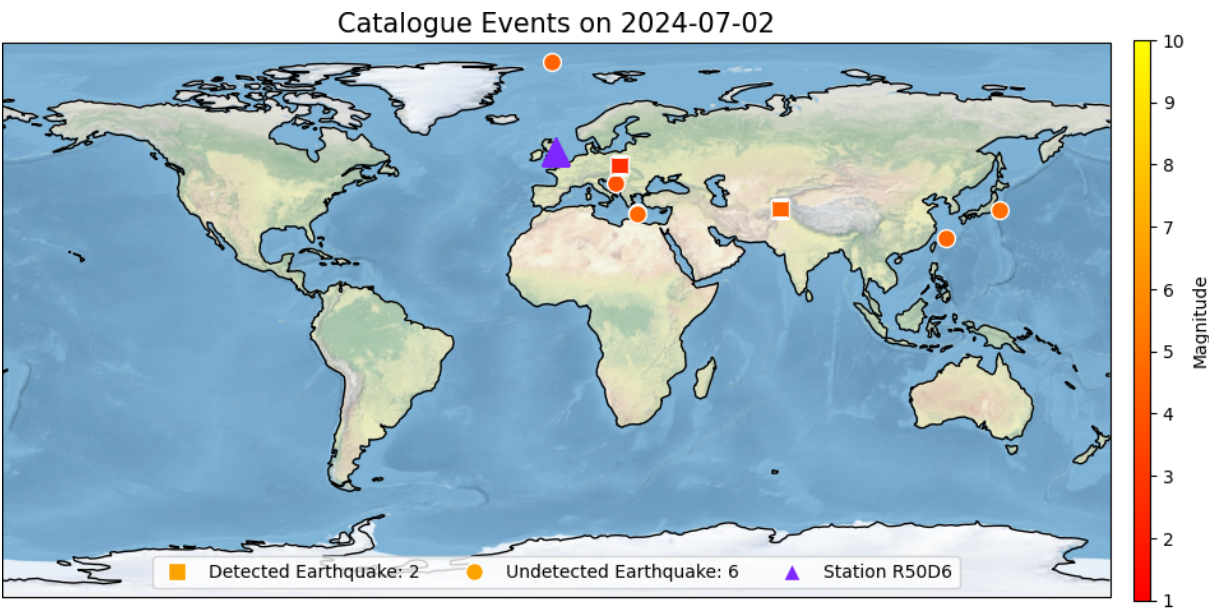 Catalogue Events on 2024-07-02
10
9
8
7
6
5
4
3
2
1
Magnitude
Detected Earthquake: 2
Undetected Earthquake: 6
Station R50D6